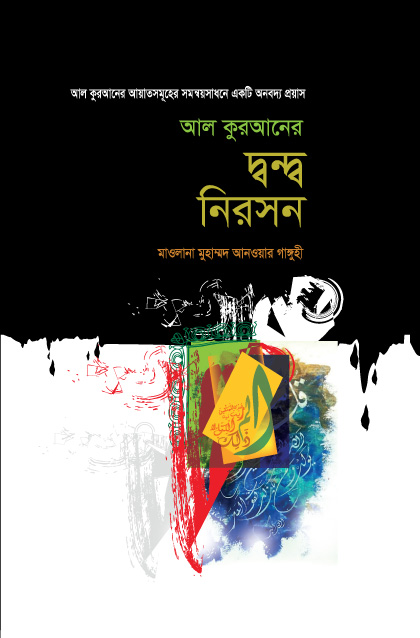 আল কুরআনের আয়াতসমূহের সমন্বয়সাধনে একটি অনবদ্য প্রয়াস
আল কুরআনের
দ্বন্দ্ব
নিরসন
মাওলানা মুহাম্মদ আনওয়ার গাঙ্গুহী